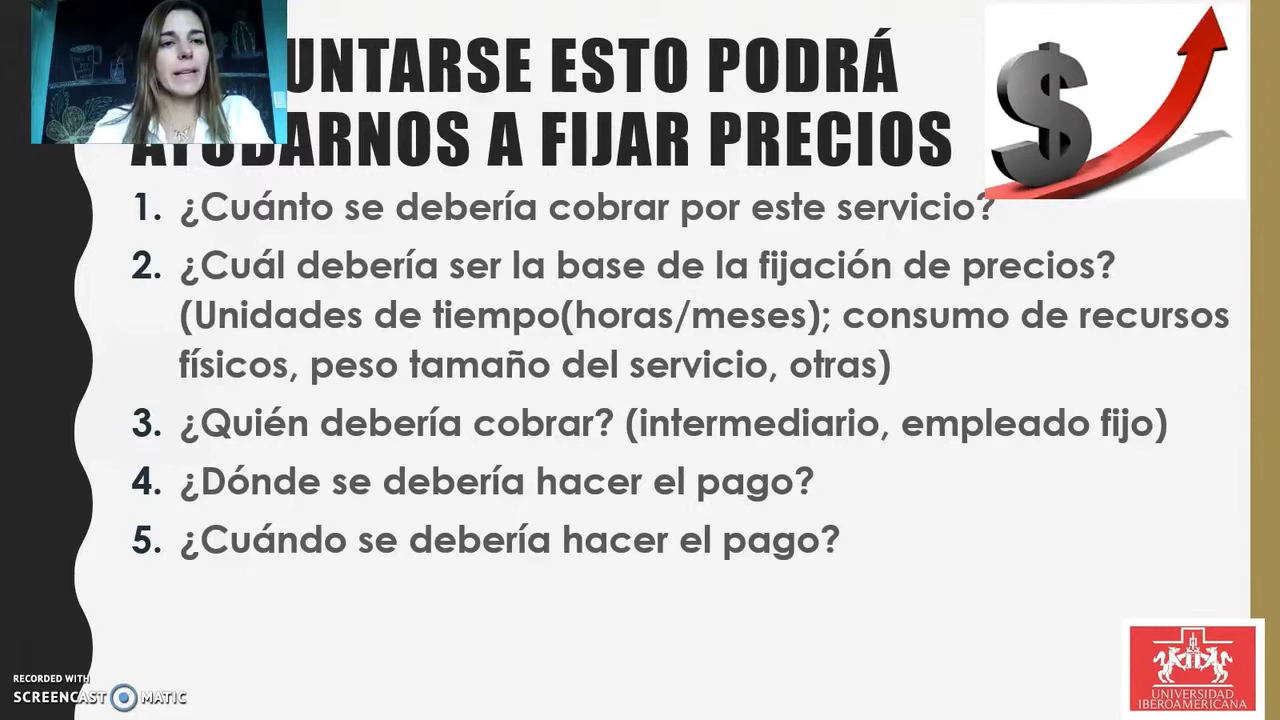 UNTARSE ESTO PODRÁ
AYUDARNOS A FIJAR PRECIOS
1. ¿Cuánto se debería cobrar por este servicio?
2. ¿Cuál debería ser la base de la fijación de precios?
(Unidades de tiempo(horas/meses); consumo de recursos
físicos, peso tamaño del servicio, otras)
3. ¿Quién debería cobrar? (intermediario, empleado fijo)
4. ¿Dónde se debería hacer el pago?
5. ¿Cuándo se debería hacer el pago?
RECORDED WITH
SCREENCAST MATIC
UNIVERSIDAD
IBEROAMERICANA